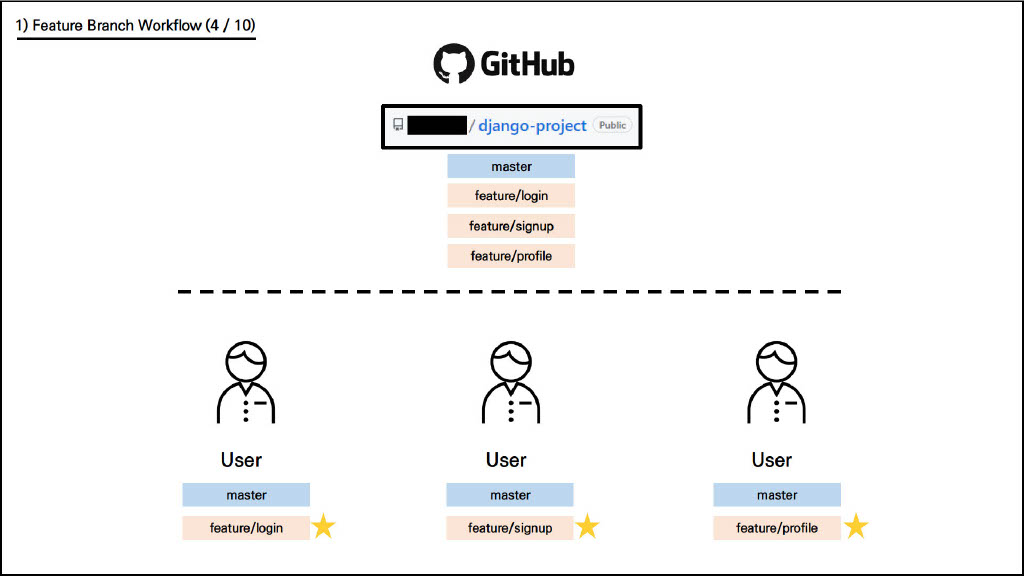 1) Feature Branch Workflow (4 / 10)
GitHub
/ django-project Public
master
feature/login
feature/signup
feature/profile
User User User
master master master
feature/login feature/signup feature/profile